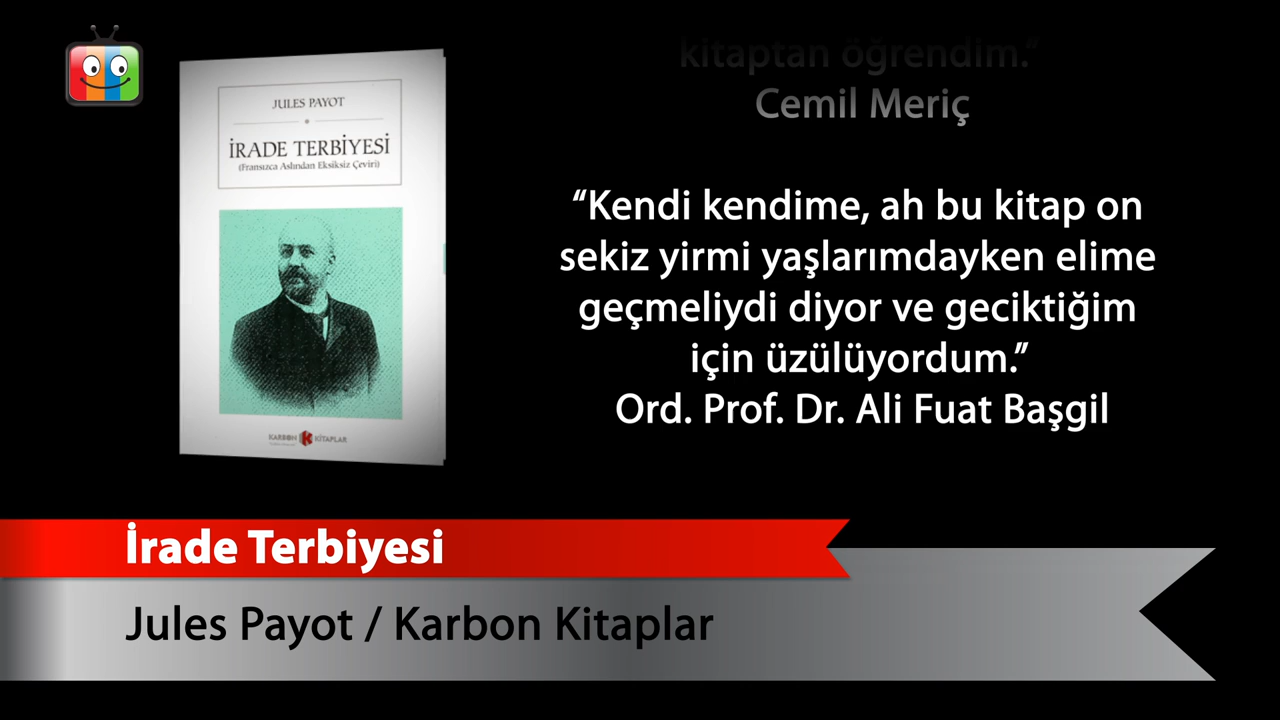 JULES PAYOT
İRADE TERBİYESİ
(Fransızca Aslından Eksiksiz Çeviri)
KARBON KİTAPLAR
kitaptan öğrendim.”
Cemil Meriç
“Kendi kendime, ah bu kitap on
sekiz yirmi yaşlarımdayken elime
geçmeliydi diyor ve geciktiğim
için üzülüyordum.”
Ord. Prof. Dr. Ali Fuat Başgil
İrade Terbiyesi
Jules Payot / Karbon Kitaplar